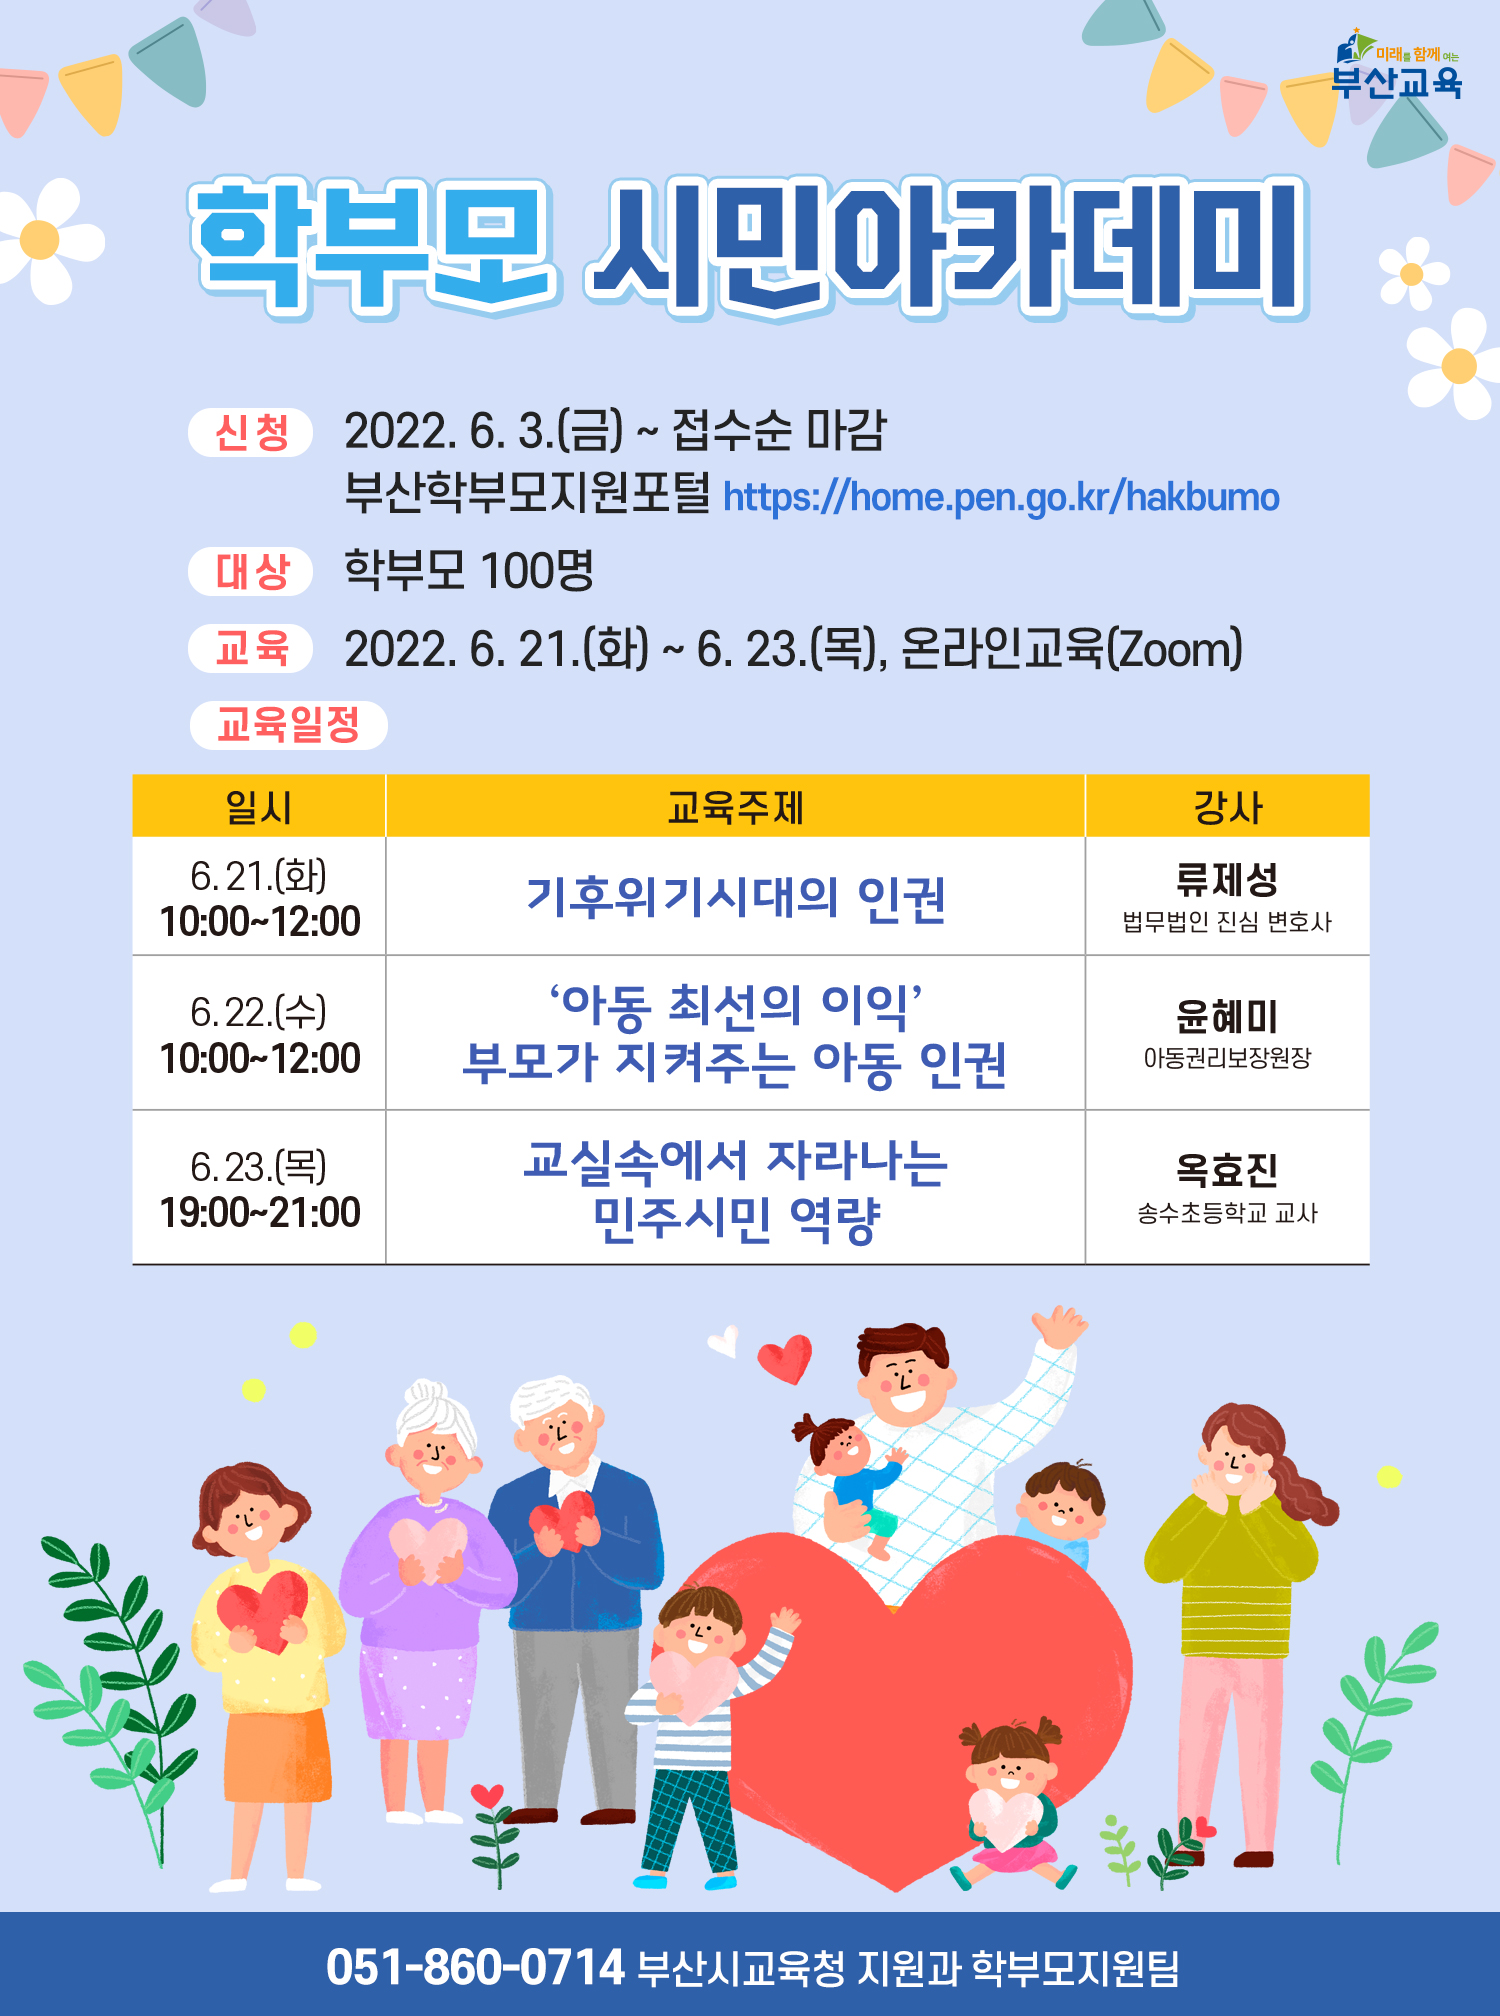 미래를 함께 여는
부산교육
학부모 시민아카데미
신청 2022. 6. 3.(금) ~ 접수순 마감
부산학부모지원포털 https://home.pen.go.kr/hakbumo
대상 학부모 100명
교육 2022. 6. 21.(화) ~ 6. 23.(목), 온라인교육(Zoom)
교육일정
일시 교육주제 강사
6. 21.(화)
10:00~12:00
기후위기시대의 인권
류제성
법무법인 진심 변호사
6. 22.(수)
10:00~12:00
‘아동 최선의 이익’
부모가 지켜주는 아동 인권
윤혜미
아동권리보장원장
6. 23.(목)
19:00~21:00
교실속에서 자라나는
민주시민 역량
옥효진
송수초등학교 교사
051-860-0714 부산시교육청 지원과 학부모지원팀